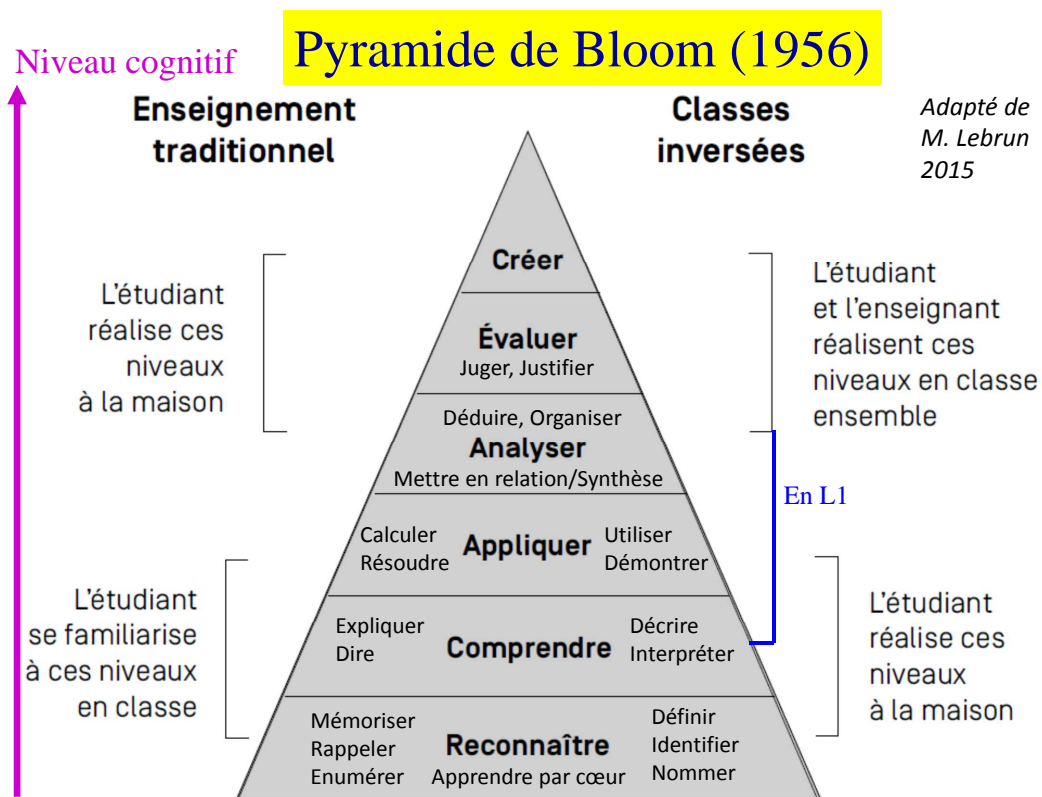 Pyramide de Bloom (1956)
Niveau cognitif
Enseignement
traditionnel
Classes
inversées
Adapté de
M. Lebrun
2015
Créer
L'étudiant
réalise ces
niveaux
à la maison
L'étudiant
et l'enseignant
réalisent ces
niveaux en classe
ensemble
Évaluer
Juger, Justifier
Déduire, Organiser
Analyser
Mettre en relation/Synthèse
En L1
Calculer
Résoudre
Appliquer
Utiliser
Démontrer
L'étudiant
se familiarise
à ces niveaux
en classe
Expliquer
Dire
Comprendre
Décrire
Interpréter
L'étudiant
réalise ces
niveaux
à la maison
Mémoriser
Rappeler
Enumérer
Reconnaître
Apprendre par cœur
Définir
Identifier
Nommer